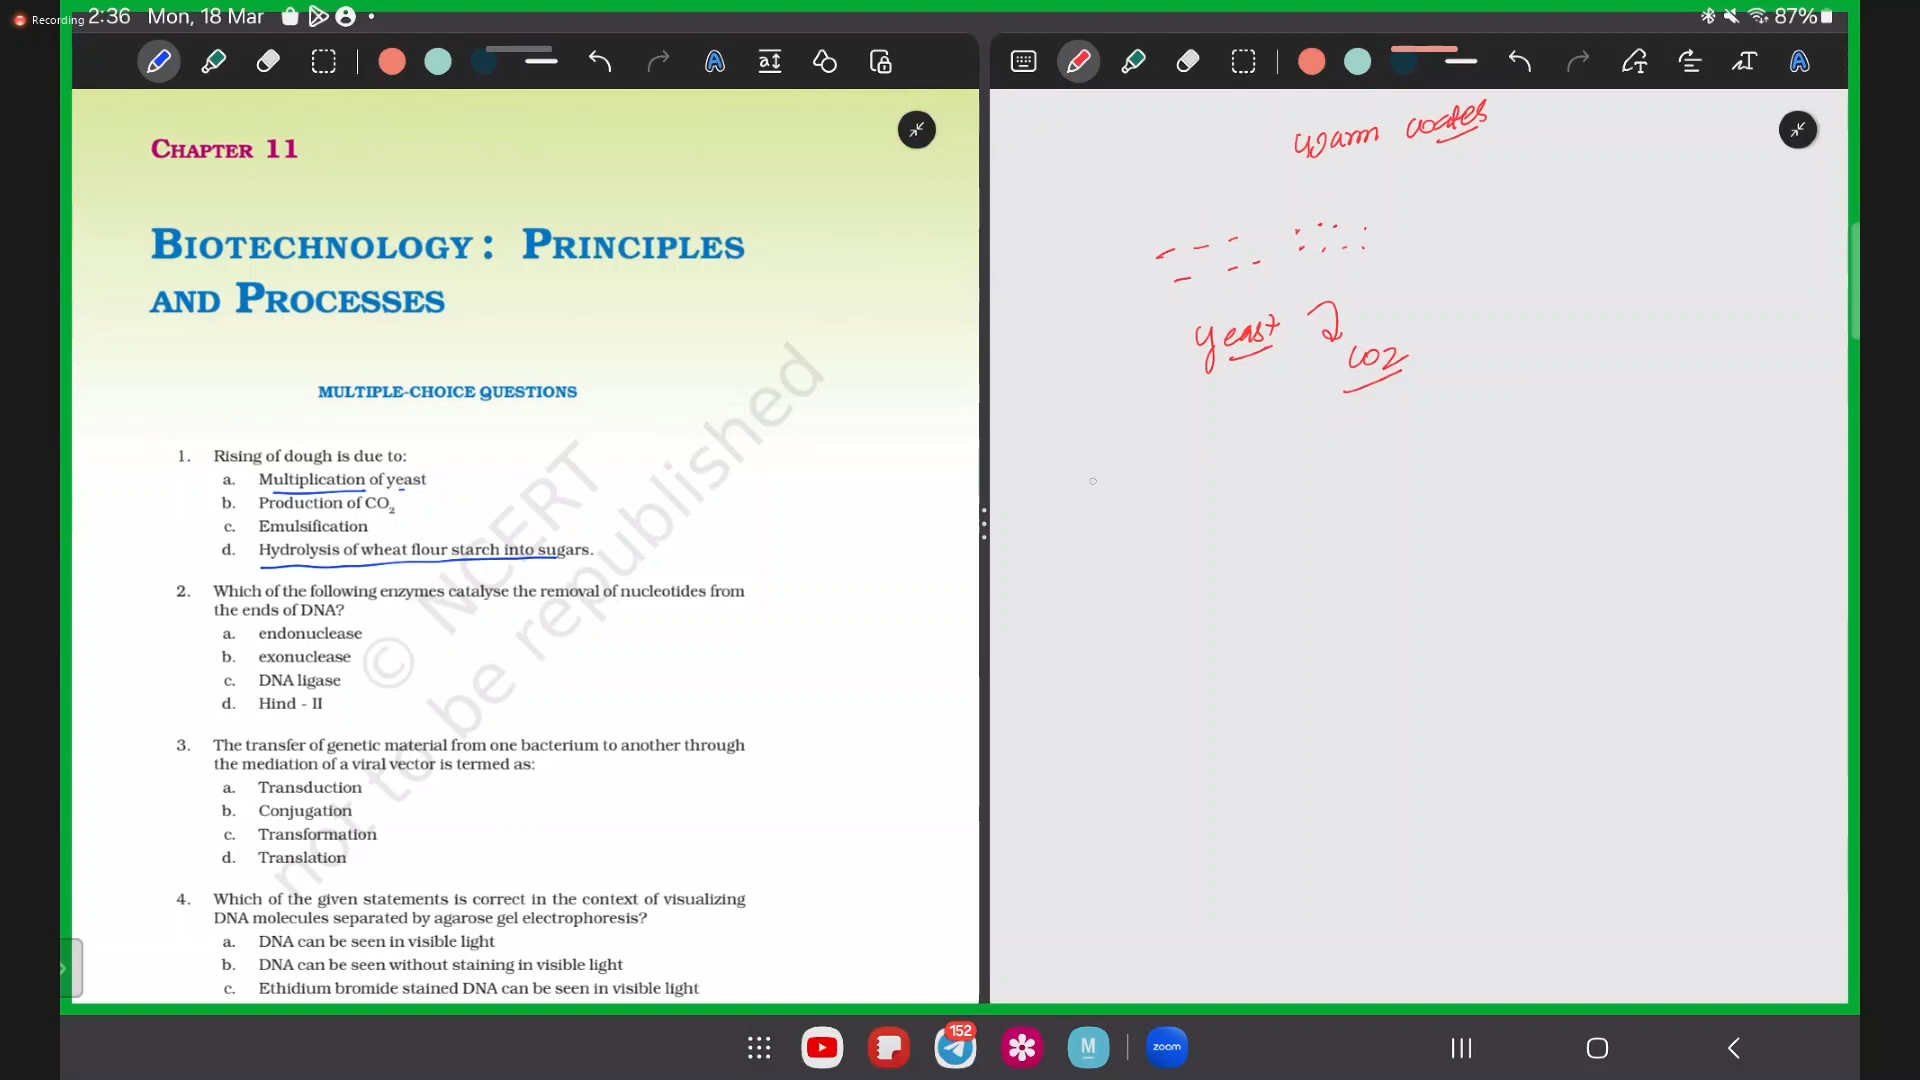 Recording 2:36 Mon, 18 Mar 87%
CHAPTER 11
BIOTECHNOLOGY: PRINCIPLES
AND PROCESSES
MULTIPLE-CHOICE QUESTIONS
1. Rising of dough is due to:
a. Multiplication of yeast
b. Production of CO₂
c. Emulsification
d. Hydrolysis of wheat flour starch into sugars.
2. Which of the following enzymes catalyse the removal of nucleotides from
the ends of DNA?
a. endonuclease
b. exonuclease
c. DNA ligase
d. Hind - II
3. The transfer of genetic material from one bacterium to another through
the mediation of a viral vector is termed as:
a. Transduction
b. Conjugation
c. Transformation
d. Translation
4. Which of the given statements is correct in the context of visualizing
DNA molecules separated by agarose gel electrophoresis?
a. DNA can be seen in visible light
b. DNA can be seen without staining in visible light
c. Ethidium bromide stained DNA can be seen in visible light
© NCERT
not to be republished
warm
yeast
CO2
152
M
zoom